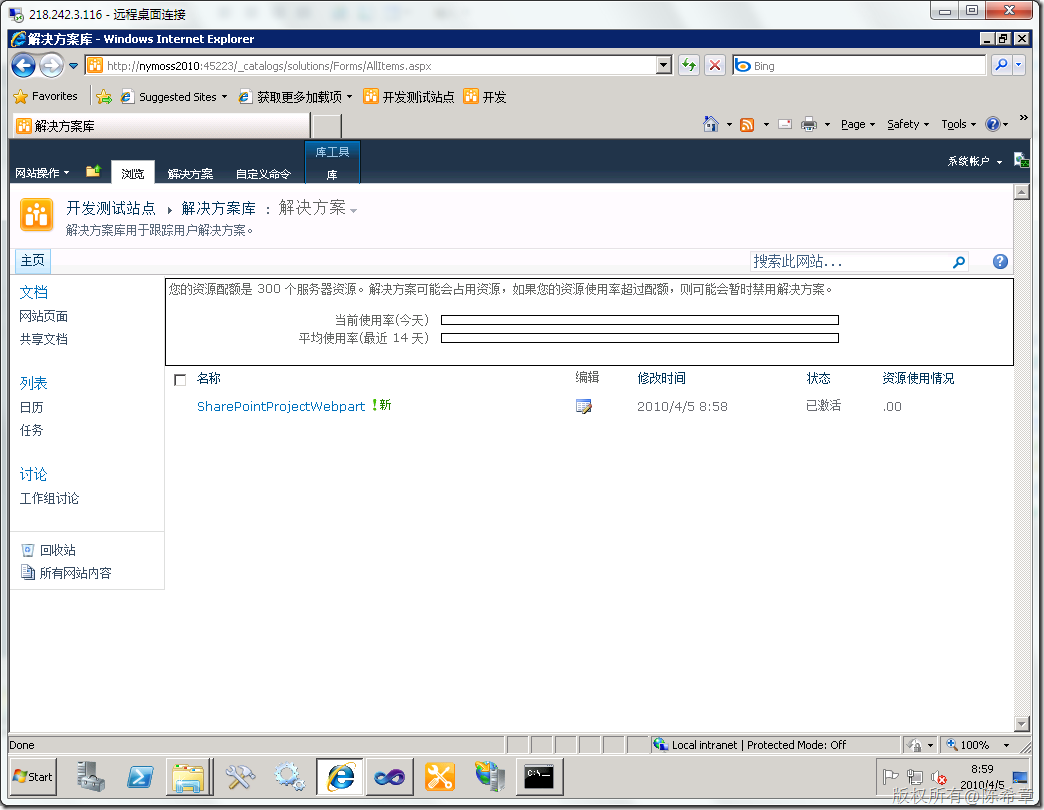 218.242.3.116 - 远程桌面连接
解决方案库 - Windows Internet Explorer
http://nymoss2010:45223/_catalogs/solutions/Forms/AllItems.aspx
Bing
Favorites
Suggested Sites
获取更多加载项
开发测试站点
开发
解决方案库
Page
Safety
Tools
»
库工具
系统帐户
网站操作
浏览
解决方案
自定义命令
库
开发测试站点 ▸ 解决方案库 : 解决方案
解决方案库用于跟踪用户解决方案。
主页
搜索此网站...
文档
网站页面
共享文档
列表
日历
任务
讨论
工作组讨论
回收站
所有网站内容
您的资源配额是 300 个服务器资源。解决方案可能会占用资源，如果您的资源使用率超过配额，则可能会暂时禁用解决方案。
当前使用率(今天)
平均使用率(最近 14 天)
名称 编辑 修改时间 状态 资源使用情况
SharePointProjectWebpart !新 2010/4/5 8:58 已激活 .00
Done
Local intranet | Protected Mode: Off
100%
Start
C:\_
8:59
2010/4/5
版权所有@陈希章